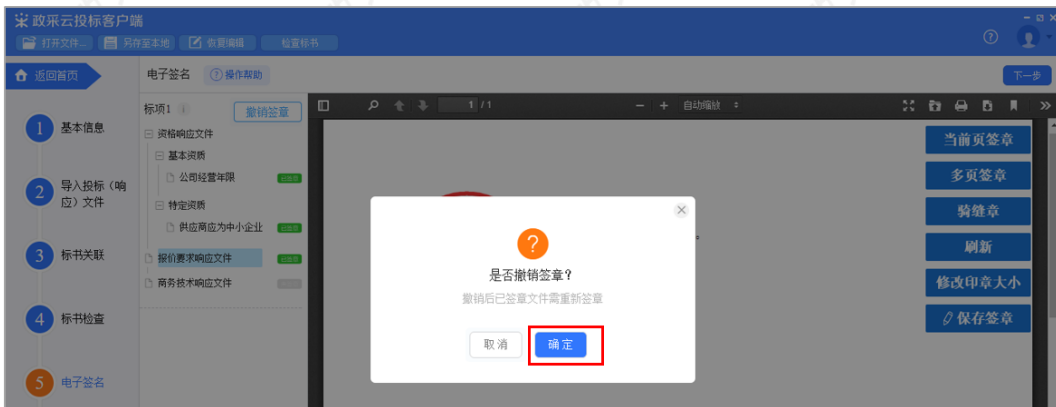 政采云投标客户端
打开文件... 另存至本地 恢复编辑 检查标书
返回首页 电子签名 ? 操作帮助 下一步
标项1 撤销签章 1 / 1 自动缩放
当前页签章
多页签章
骑缝章
刷新
修改印章大小
保存签章
1 基本信息
2 导入投标（响应）文件
3 标书关联
4 标书检查
5 电子签名
资格响应文件
基本资质
公司经营年限
特定资质
供应商应为中小企业
报价要求响应文件
商务技术响应文件
?
是否撤销签章?
撤销后已签章文件需重新签章
取消 确定